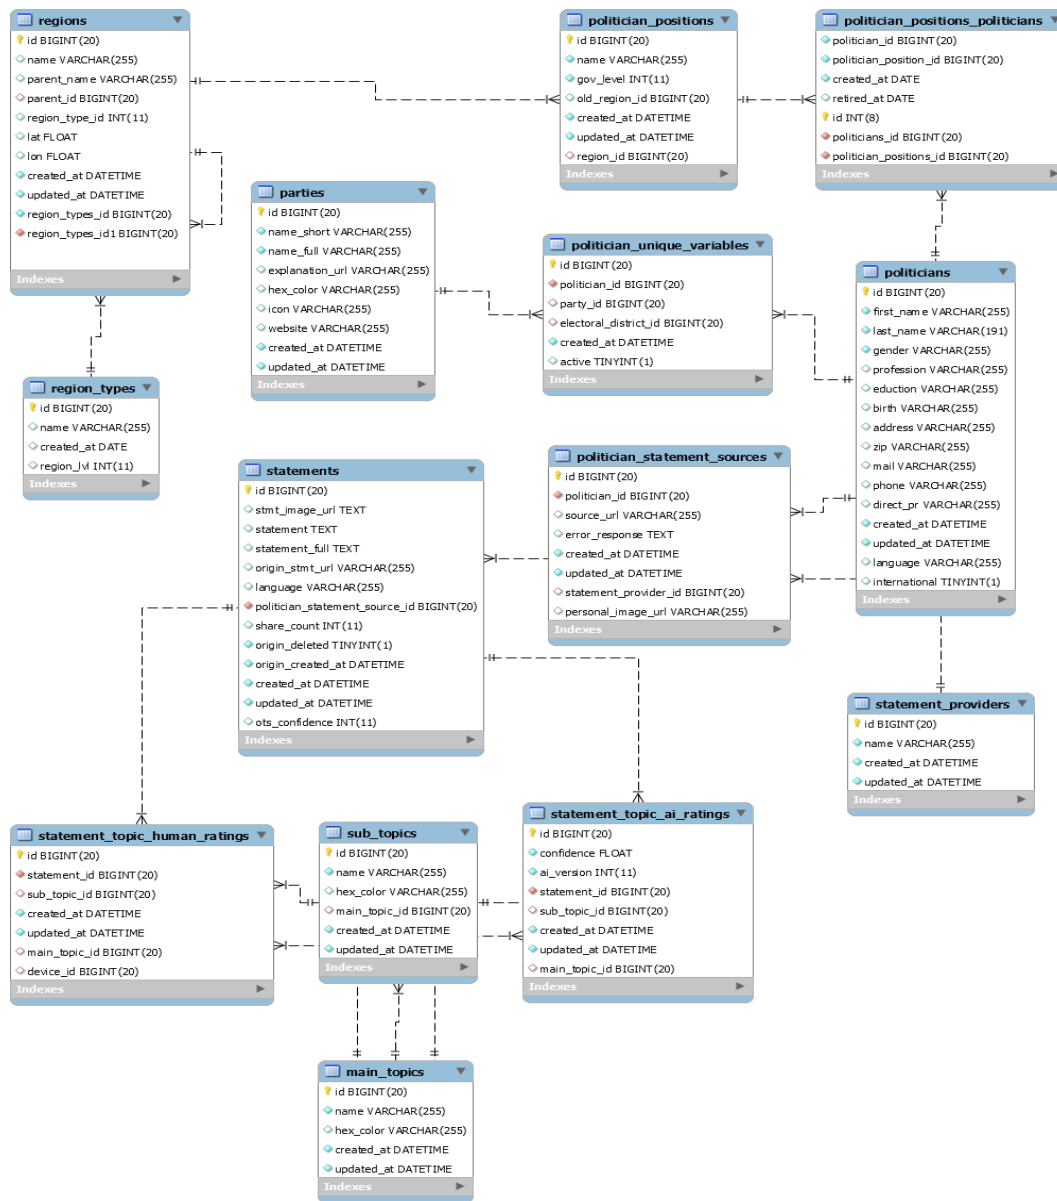 regions
id BIGINT(20)
name VARCHAR(255)
parent_name VARCHAR(255)
parent_id BIGINT(20)
region_type_id INT(11)
lat FLOAT
lon FLOAT
created_at DATETIME
updated_at DATETIME
region_types_id BIGINT(20)
region_types_id1 BIGINT(20)
Indexes
politician_positions
id BIGINT(20)
name VARCHAR(255)
gov_level INT(11)
old_region_id BIGINT(20)
created_at DATETIME
updated_at DATETIME
region_id BIGINT(20)
Indexes
politician_positions_politicians
politician_id BIGINT(20)
politician_position_id BIGINT(20)
created_at DATE
retired_at DATE
id INT(8)
politicians_id BIGINT(20)
politician_positions_id BIGINT(20)
Indexes
parties
id BIGINT(20)
name_short VARCHAR(255)
name_full VARCHAR(255)
explanation_url VARCHAR(255)
hex_color VARCHAR(255)
icon VARCHAR(255)
website VARCHAR(255)
created_at DATETIME
updated_at DATETIME
Indexes
politician_unique_variables
id BIGINT(20)
politician_id BIGINT(20)
party_id BIGINT(20)
electoral_district_id BIGINT(20)
created_at DATETIME
active TINYINT(1)
Indexes
politicians
id BIGINT(20)
first_name VARCHAR(255)
last_name VARCHAR(191)
gender VARCHAR(255)
profession VARCHAR(255)
eduction VARCHAR(255)
birth VARCHAR(255)
address VARCHAR(255)
zip VARCHAR(255)
mail VARCHAR(255)
phone VARCHAR(255)
direct_pr VARCHAR(255)
created_at DATETIME
updated_at DATETIME
language VARCHAR(255)
international TINYINT(1)
Indexes
region_types
id BIGINT(20)
name VARCHAR(255)
created_at DATE
region_lvl INT(11)
Indexes
statements
id BIGINT(20)
stmt_image_url TEXT
statement TEXT
statement_full TEXT
origin_stmt_url VARCHAR(255)
language VARCHAR(255)
politician_statement_source_id BIGINT(20)
share_count INT(11)
origin_deleted TINYINT(1)
origin_created_at DATETIME
created_at DATETIME
updated_at DATETIME
ots_confidence INT(11)
Indexes
politician_statement_sources
id BIGINT(20)
politician_id BIGINT(20)
source_url VARCHAR(255)
error_response TEXT
created_at DATETIME
updated_at DATETIME
statement_provider_id BIGINT(20)
personal_image_url VARCHAR(255)
Indexes
statement_providers
id BIGINT(20)
name VARCHAR(255)
created_at DATETIME
updated_at DATETIME
Indexes
statement_topic_human_ratings
id BIGINT(20)
statement_id BIGINT(20)
sub_topic_id BIGINT(20)
created_at DATETIME
updated_at DATETIME
main_topic_id BIGINT(20)
device_id BIGINT(20)
Indexes
sub_topics
id BIGINT(20)
name VARCHAR(255)
hex_color VARCHAR(255)
main_topic_id BIGINT(20)
created_at DATETIME
updated_at DATETIME
Indexes
statement_topic_ai_ratings
id BIGINT(20)
confidence FLOAT
ai_version INT(11)
statement_id BIGINT(20)
sub_topic_id BIGINT(20)
created_at DATETIME
updated_at DATETIME
main_topic_id BIGINT(20)
Indexes
main_topics
id BIGINT(20)
name VARCHAR(255)
hex_color VARCHAR(255)
created_at DATETIME
updated_at DATETIME
Indexes